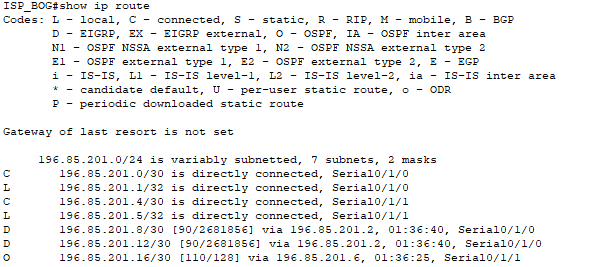 ISP_BOG#show ip route
Codes: L - local, C - connected, S - static, R - RIP, M - mobile, B - BGP
D - EIGRP, EX - EIGRP external, O - OSPF, IA - OSPF inter area
N1 - OSPF NSSA external type 1, N2 - OSPF NSSA external type 2
E1 - OSPF external type 1, E2 - OSPF external type 2, E - EGP
i - IS-IS, L1 - IS-IS level-1, L2 - IS-IS level-2, ia - IS-IS inter area
* - candidate default, U - per-user static route, o - ODR
P - periodic downloaded static route
Gateway of last resort is not set
196.85.201.0/24 is variably subnetted, 7 subnets, 2 masks
C 196.85.201.0/30 is directly connected, Serial0/1/0
L 196.85.201.1/32 is directly connected, Serial0/1/0
C 196.85.201.4/30 is directly connected, Serial0/1/1
L 196.85.201.5/32 is directly connected, Serial0/1/1
D 196.85.201.8/30 [90/2681856] via 196.85.201.2, 01:36:40, Serial0/1/0
D 196.85.201.12/30 [90/2681856] via 196.85.201.2, 01:36:40, Serial0/1/0
O 196.85.201.16/30 [110/128] via 196.85.201.6, 01:36:25, Serial0/1/1